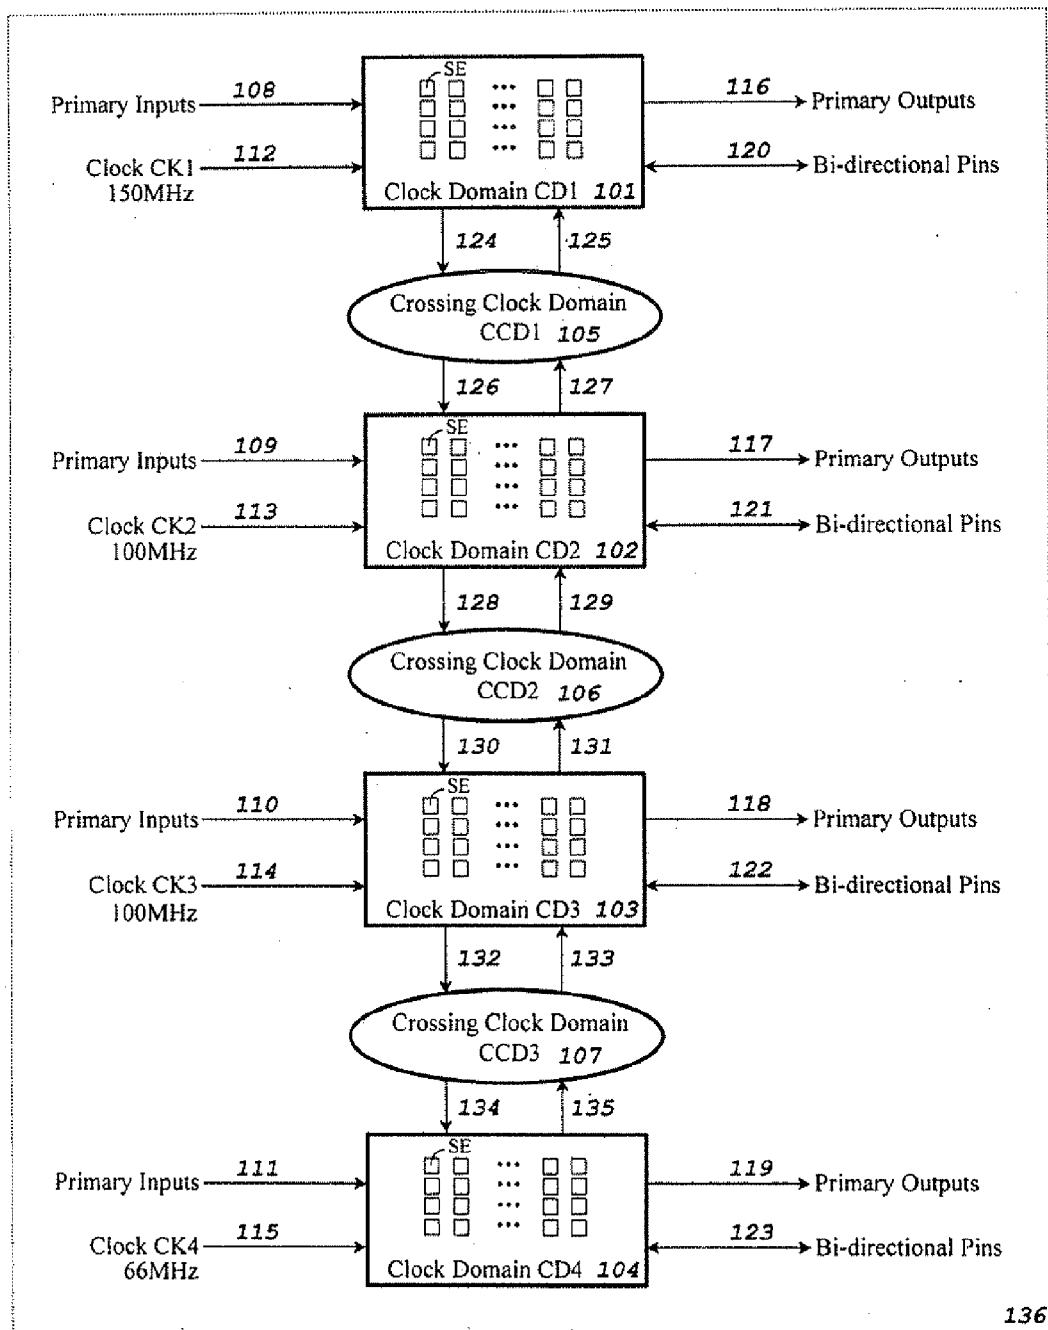 SE
Primary Inputs 108
116 Primary Outputs
Clock CK1 112
150MHz
120 Bi-directional Pins
Clock Domain CD1 101
124 125
Crossing Clock Domain
CCD1 105
126 127
SE
Primary Inputs 109
117 Primary Outputs
Clock CK2 113
100MHz
121 Bi-directional Pins
Clock Domain CD2 102
128 129
Crossing Clock Domain
CCD2 106
130 131
SE
Primary Inputs 110
118 Primary Outputs
Clock CK3 114
100MHz
122 Bi-directional Pins
Clock Domain CD3 103
132 133
Crossing Clock Domain
CCD3 107
134 135
SE
Primary Inputs 111
119 Primary Outputs
Clock CK4 115
66MHz
123 Bi-directional Pins
Clock Domain CD4 104
136